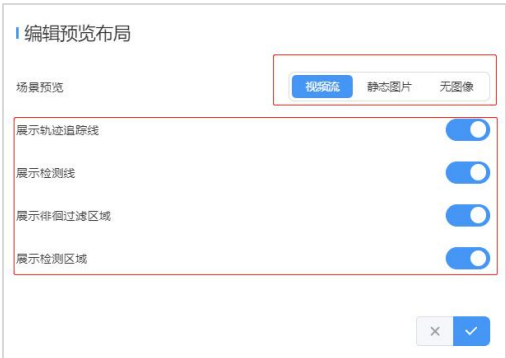 编辑预览布局
场景预览 视频流 静态图片 无图像
展示轨迹追踪线
展示检测线
展示徘徊过滤区域
展示检测区域